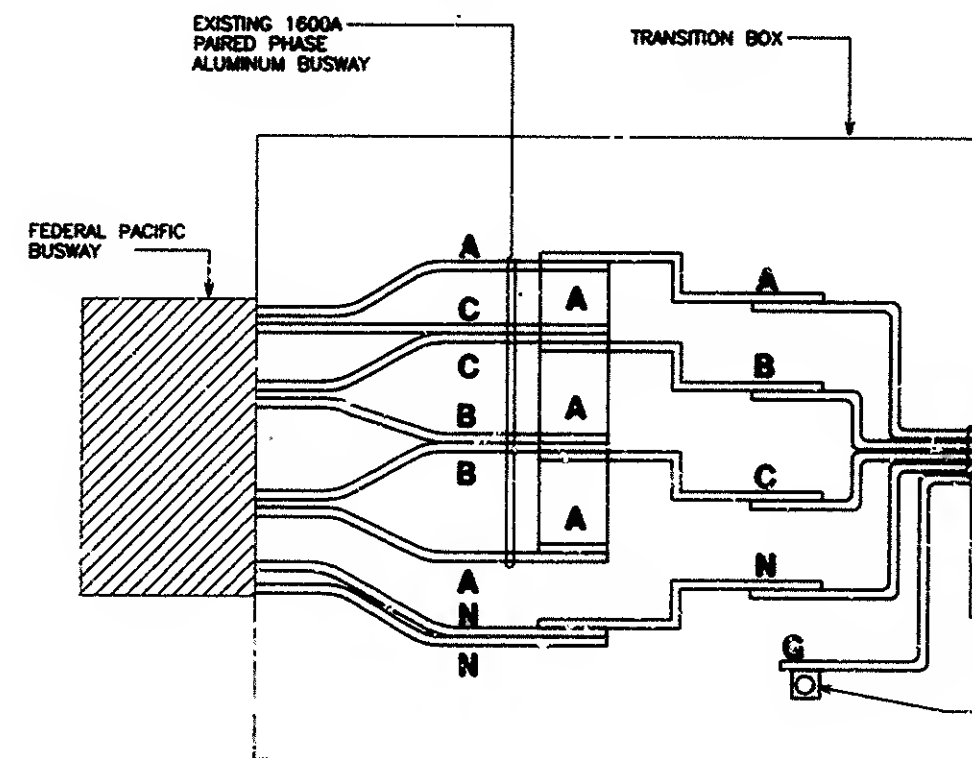 EXISTING 1600A
PAIRED PHASE
ALUMINUM BUSWAY
TRANSITION BOX
FEDERAL PACIFIC
BUSWAY
A
A
A
C
B
C
A
B
B
C
A
A
N
N
N
G